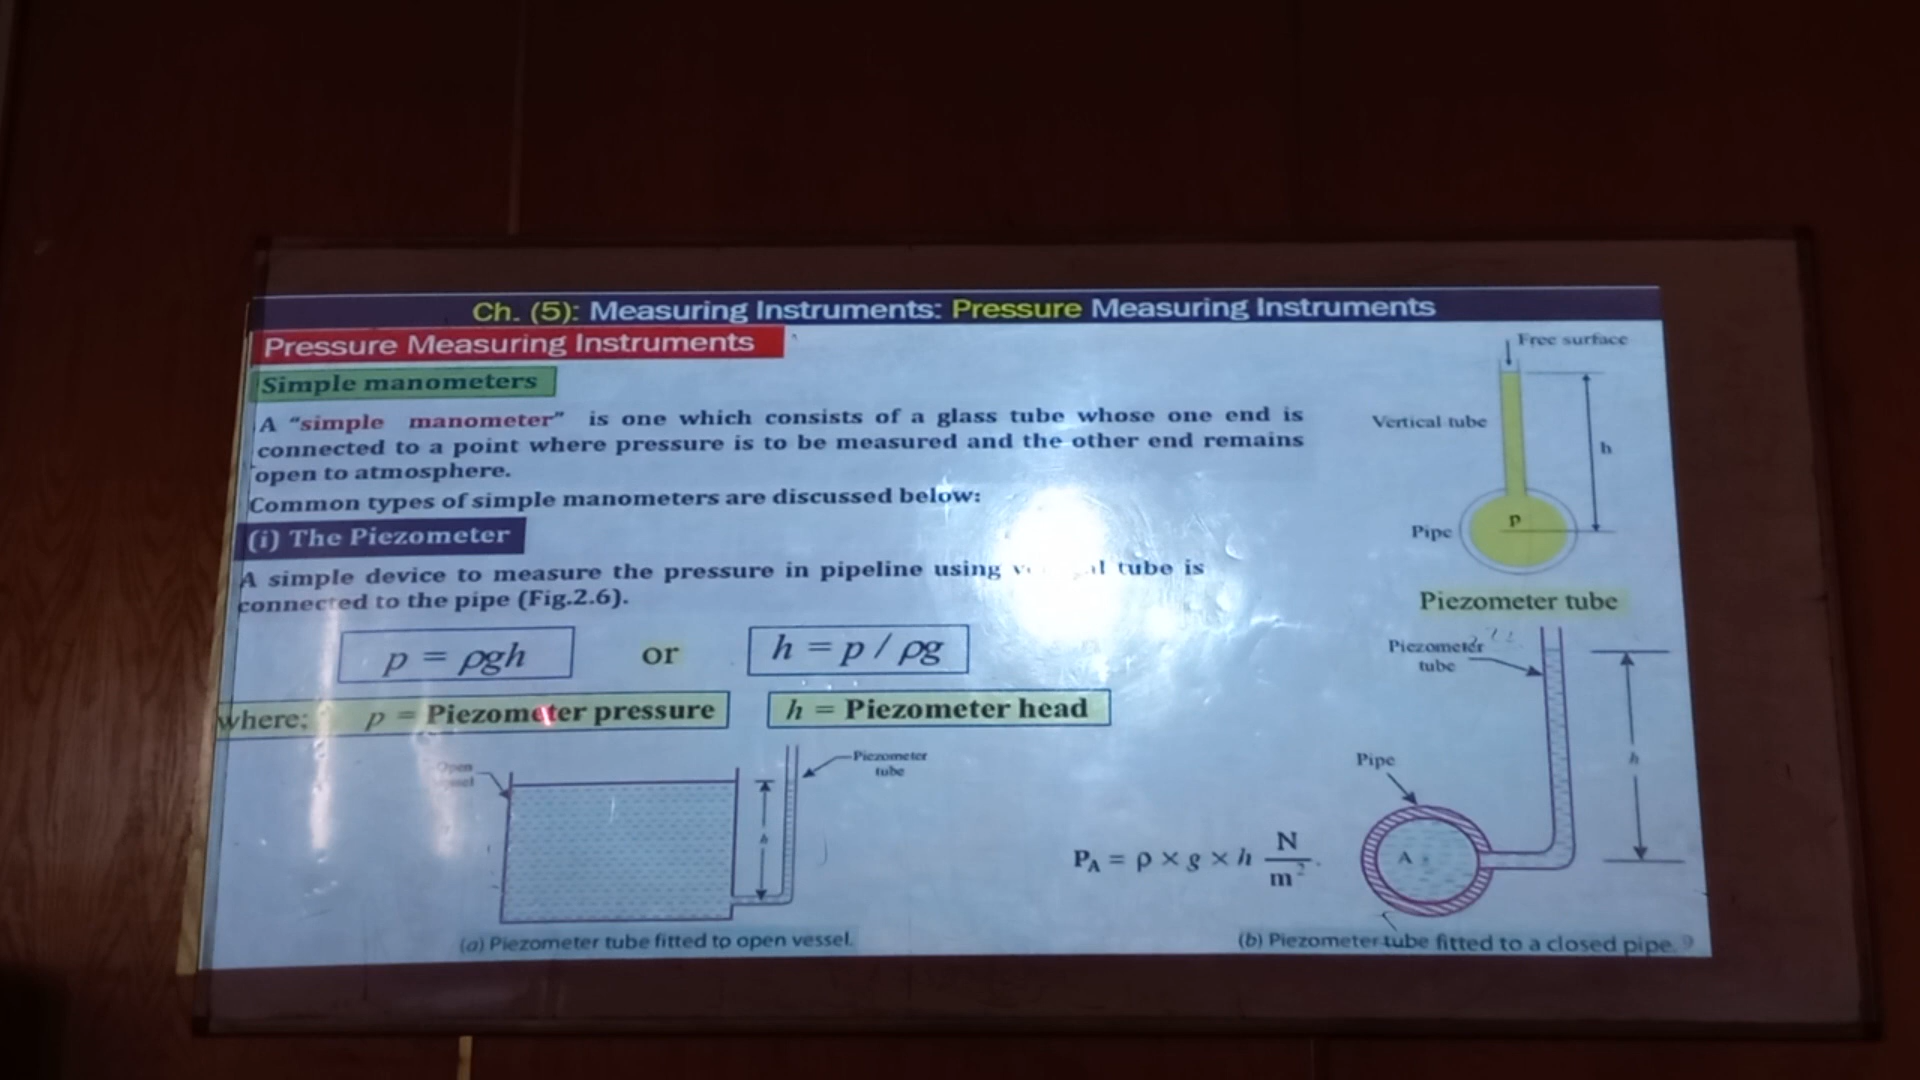 Ch. (5): Measuring Instruments: Pressure Measuring Instruments
Pressure Measuring Instruments
Simple manometers
A “simple manometer” is one which consists of a glass tube whose one end is
connected to a point where pressure is to be measured and the other end remains
open to atmosphere.
Common types of simple manometers are discussed below:
(i) The Piezometer
A simple device to measure the pressure in pipeline using tube is
connected to the pipe (Fig.2.6).
p = ρgh
or
h = p / ρg
where; p = Piezometer pressure
h = Piezometer head
Open
Piezometer
tube
h
(a) Piezometer tube fitted to open vessel.
Free surface
Vertical tube
h
Pipe
P
Piezometer tube
Piezometer
tube
h
Pipe
A
P_A = ρ × g × h N/m²
(b) Piezometer tube fitted to a closed pipe. 9